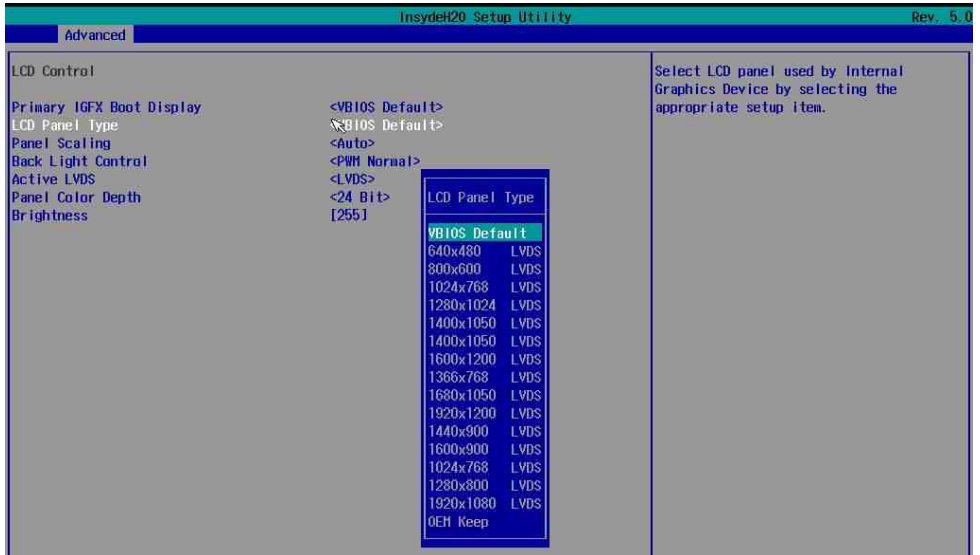 InsydeH20 Setup Utility Rev. 5.0
Advanced
LCD Control
Primary IGFX Boot Display <VBIOS Default>
LCD Panel Type <VBIOS Default>
Panel Scaling <Auto>
Back Light Control <PWM Normal>
Active LVDS <LVDS>
Panel Color Depth <24 Bit>
Brightness [255]
LCD Panel Type
VBIOS Default
640x480 LVDS
800x600 LVDS
1024x768 LVDS
1280x1024 LVDS
1400x1050 LVDS
1400x1050 LVDS
1600x1200 LVDS
1366x768 LVDS
1680x1050 LVDS
1920x1200 LVDS
1440x900 LVDS
1600x900 LVDS
1024x768 LVDS
1280x800 LVDS
1920x1080 LVDS
OEM Keep
Select LCD panel used by Internal
Graphics Device by selecting the
appropriate setup item.